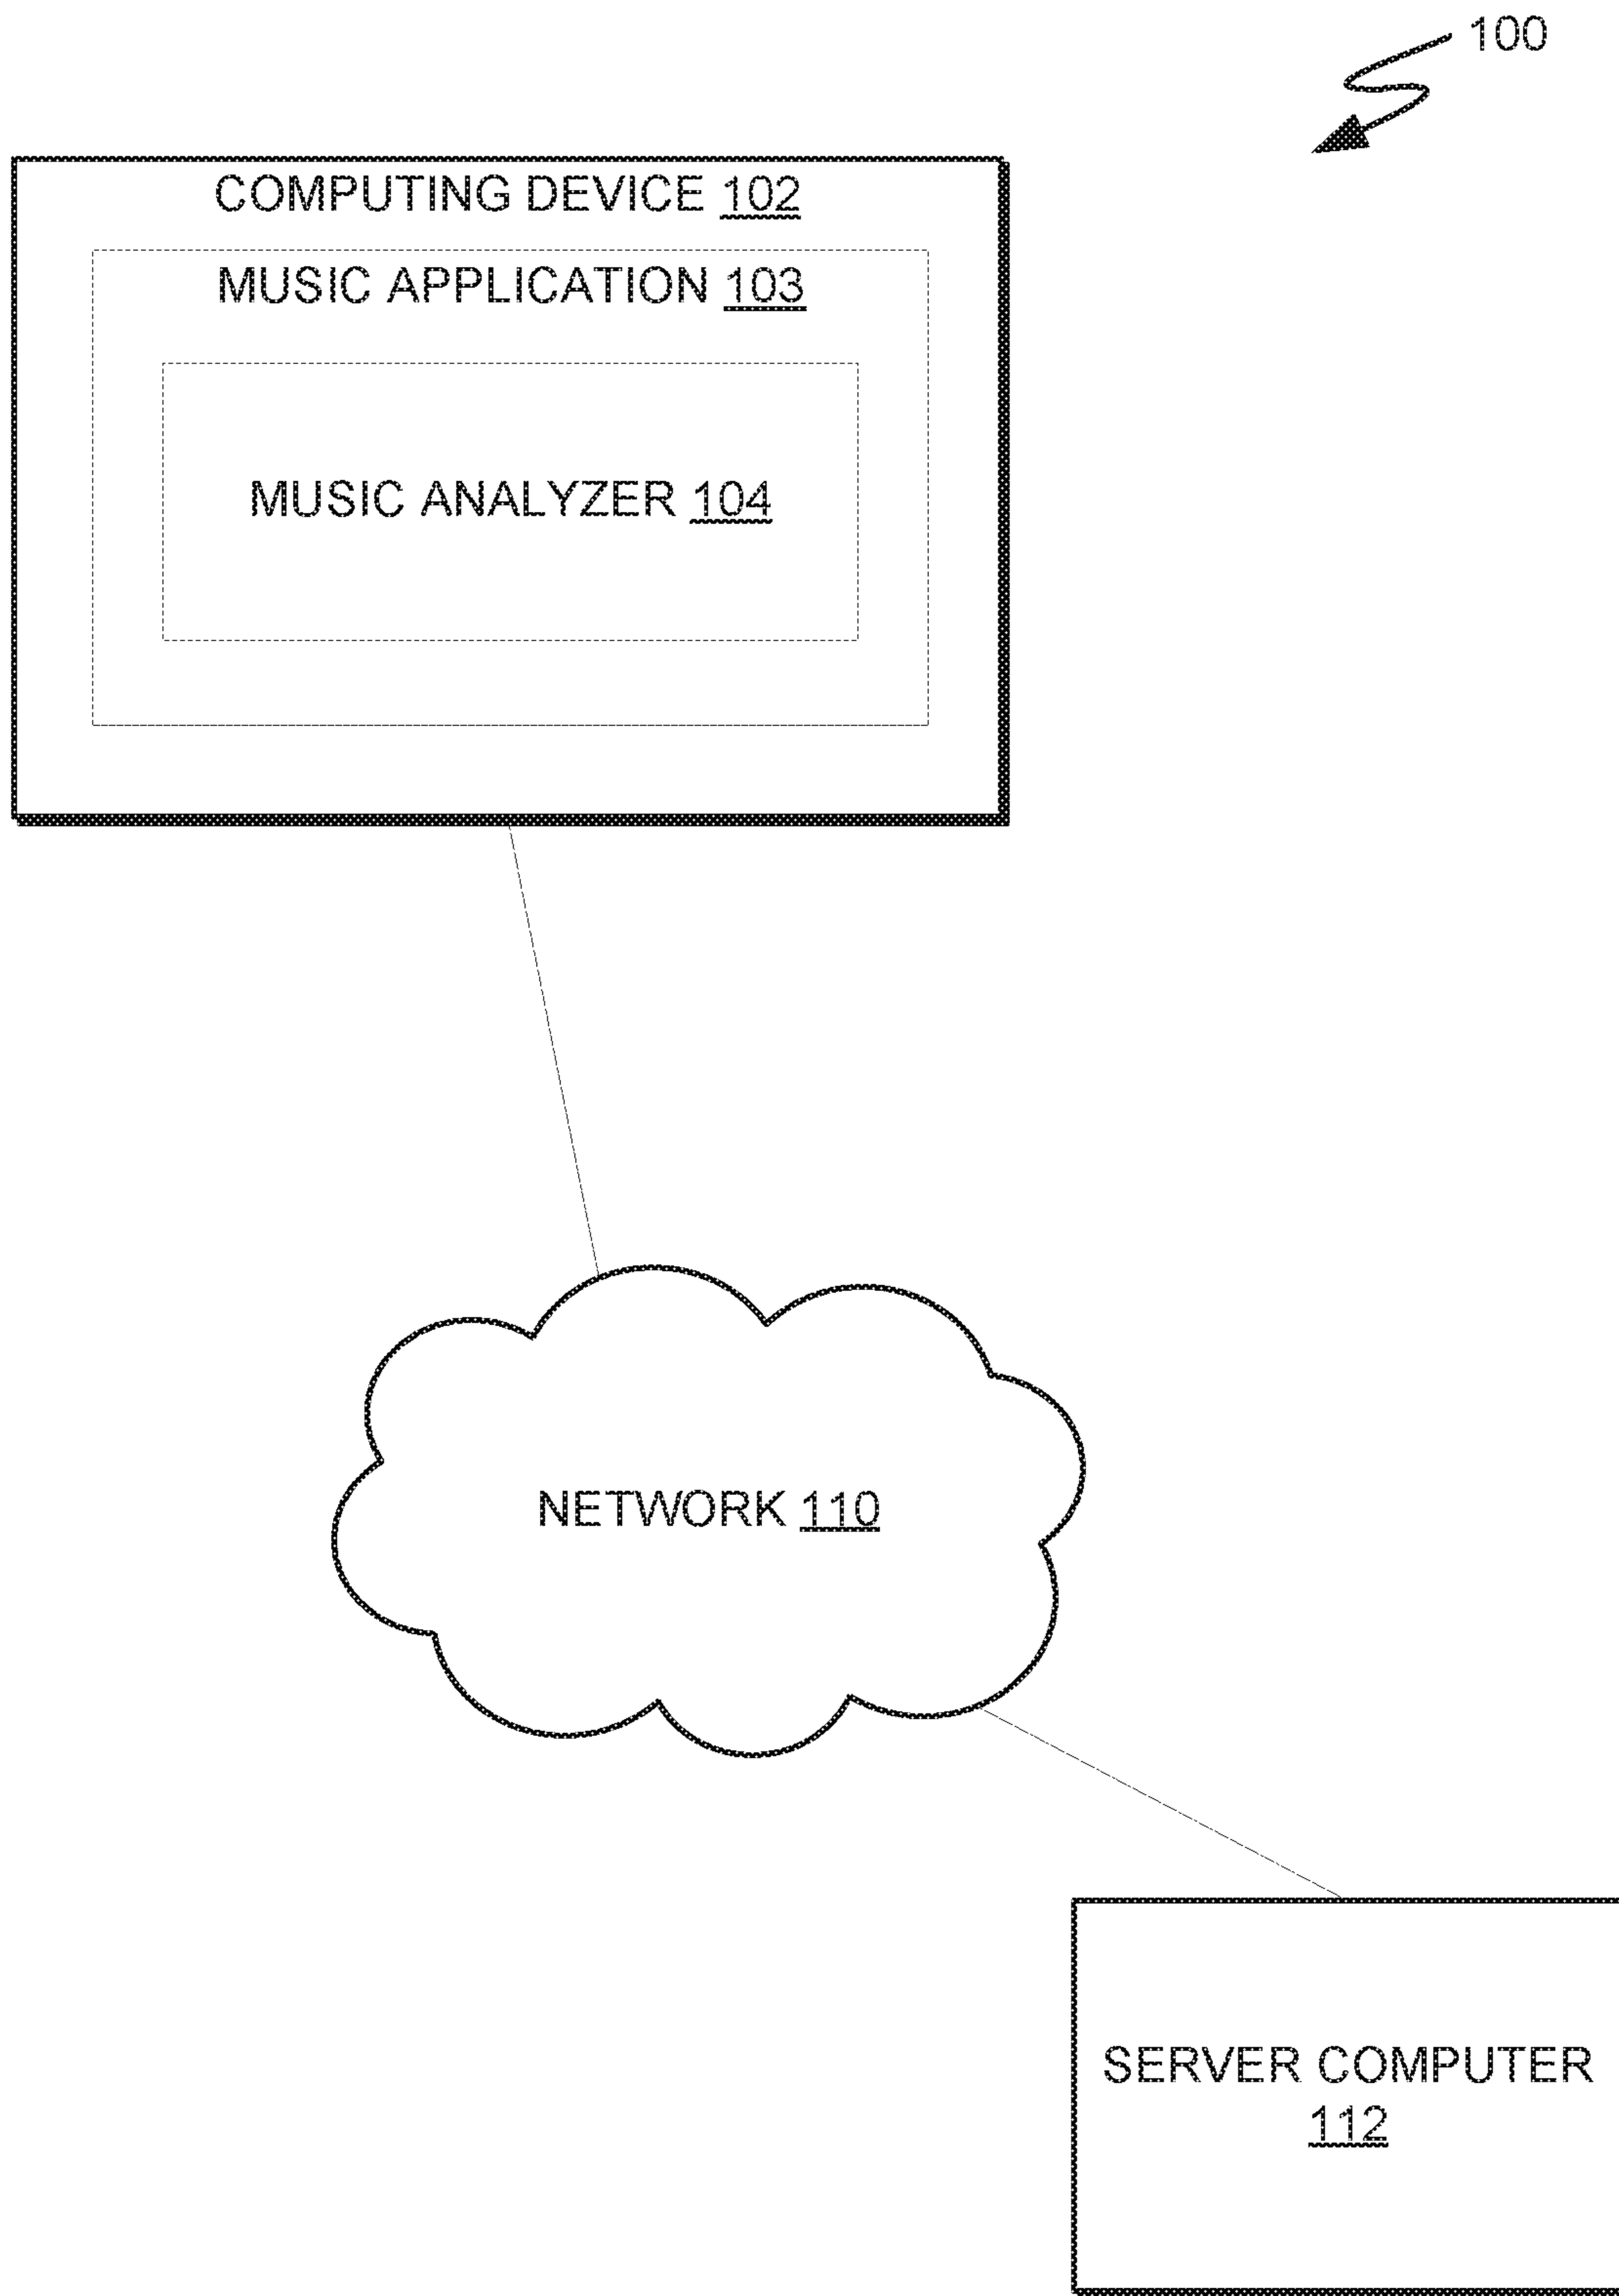 100
COMPUTING DEVICE 102
MUSIC APPLICATION 103
MUSIC ANALYZER 104
NETWORK 110
SERVER COMPUTER
112